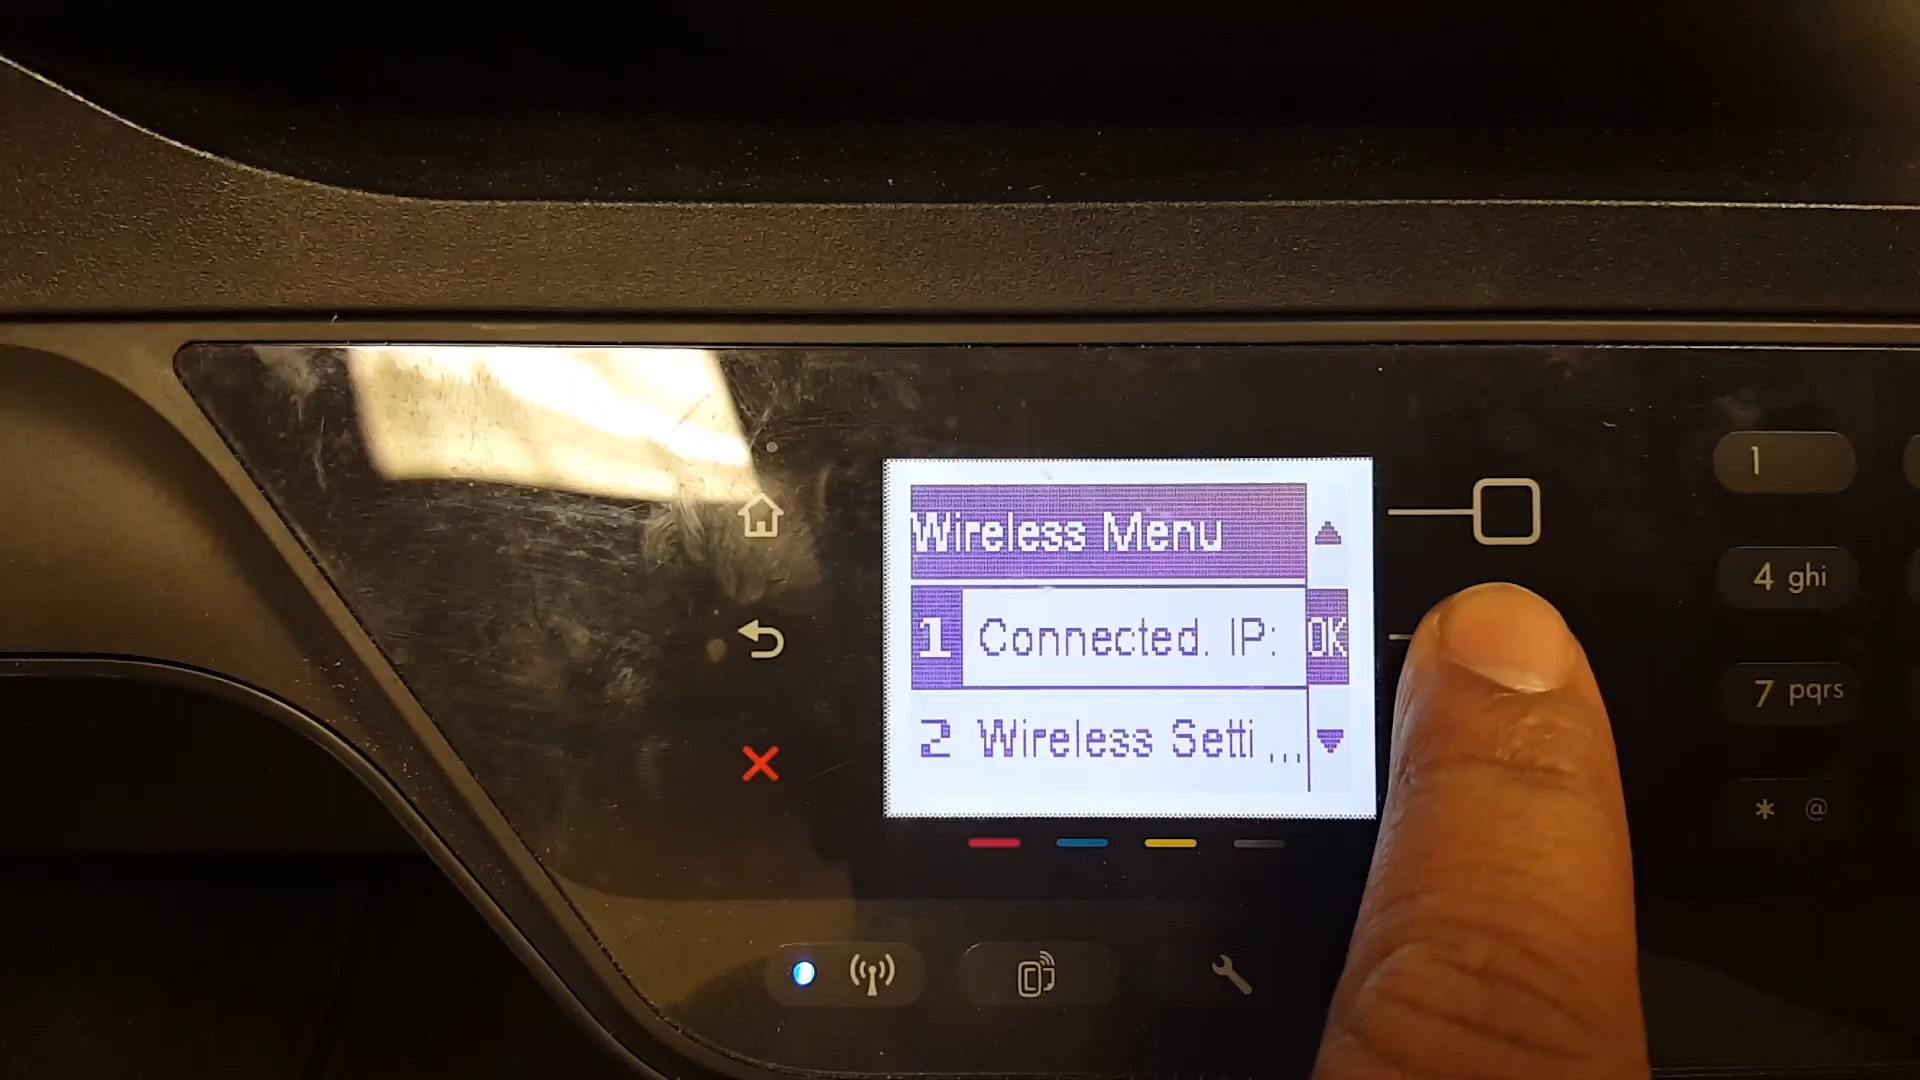 Wireless Menu
1 Connected. IP: OK
2 Wireless Setti ...
1
4 ghi
7 pqrs
* @